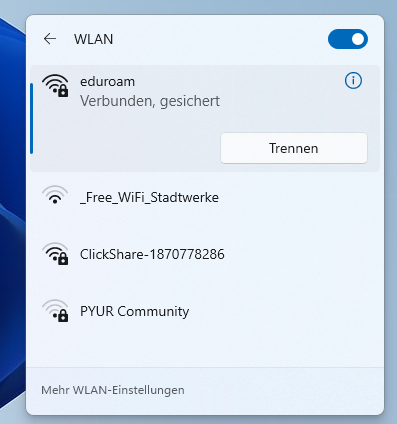 WLAN
eduroam
Verbunden, gesichert
Trennen
_Free_WiFi_Stadtwerke
ClickShare-1870778286
PYUR Community
Mehr WLAN-Einstellungen